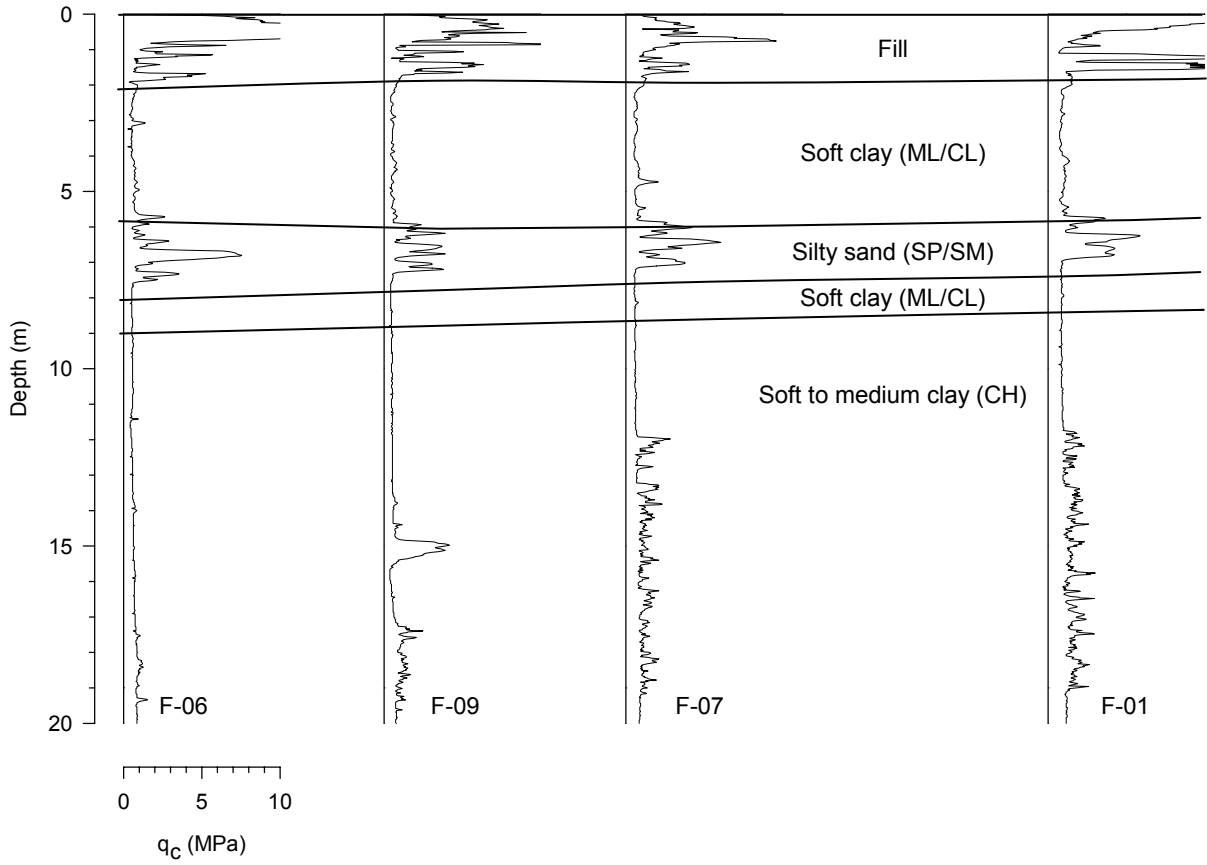 0
Fill
Soft clay (ML/CL)
5
Silty sand (SP/SM)
Soft clay (ML/CL)
Depth (m)
10
Soft to medium clay (CH)
15
F-06
F-09
F-07
F-01
20
0
5
10
qc (MPa)